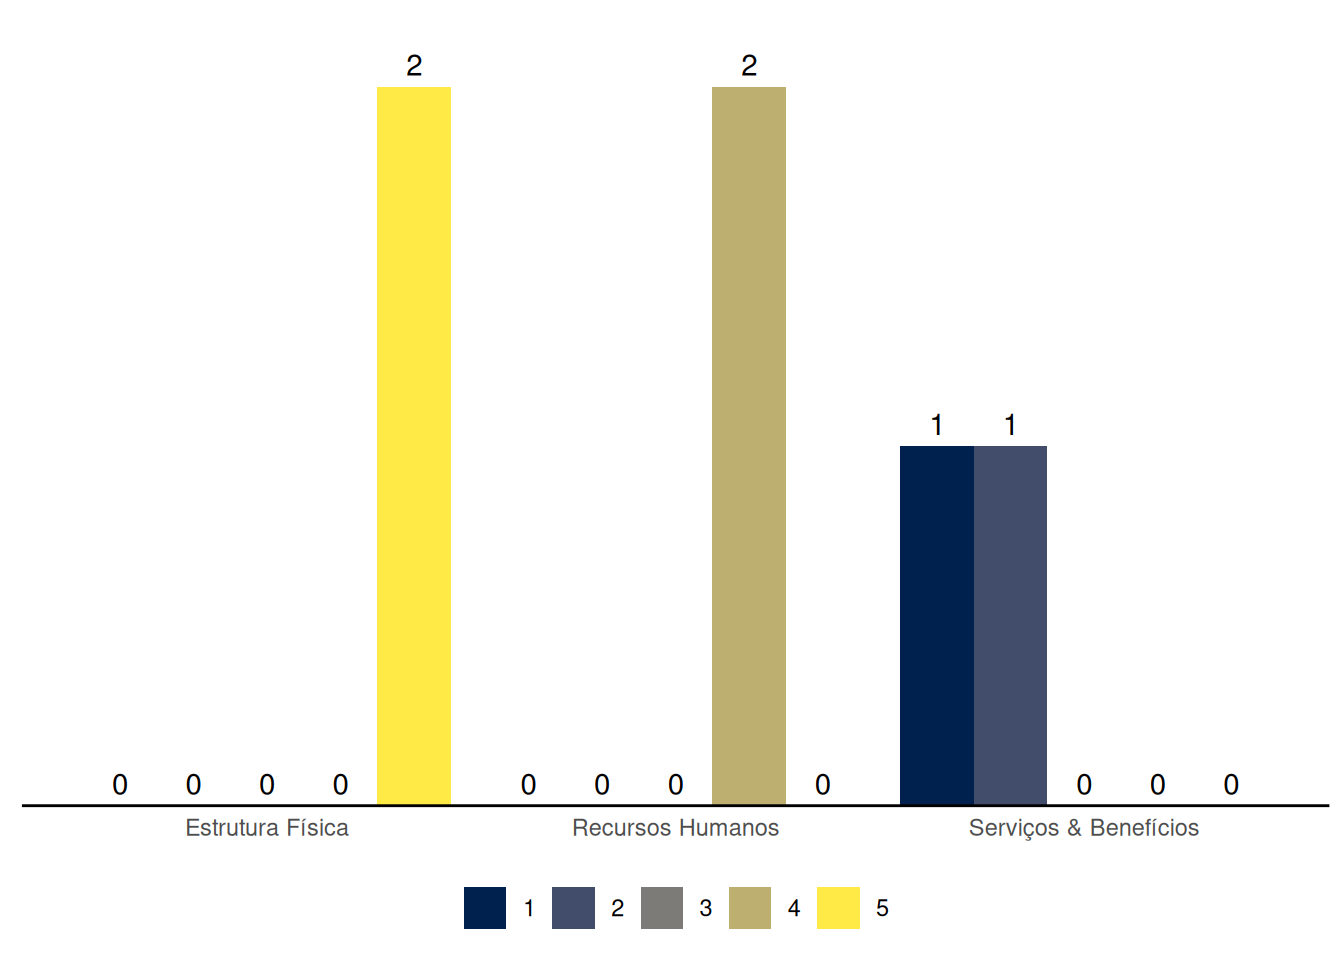 2 2
1 1
0 0 0 0 0 0 0 0 0 0 0
Estrutura Física Recursos Humanos Serviços & Benefícios
1 2 3 4 5